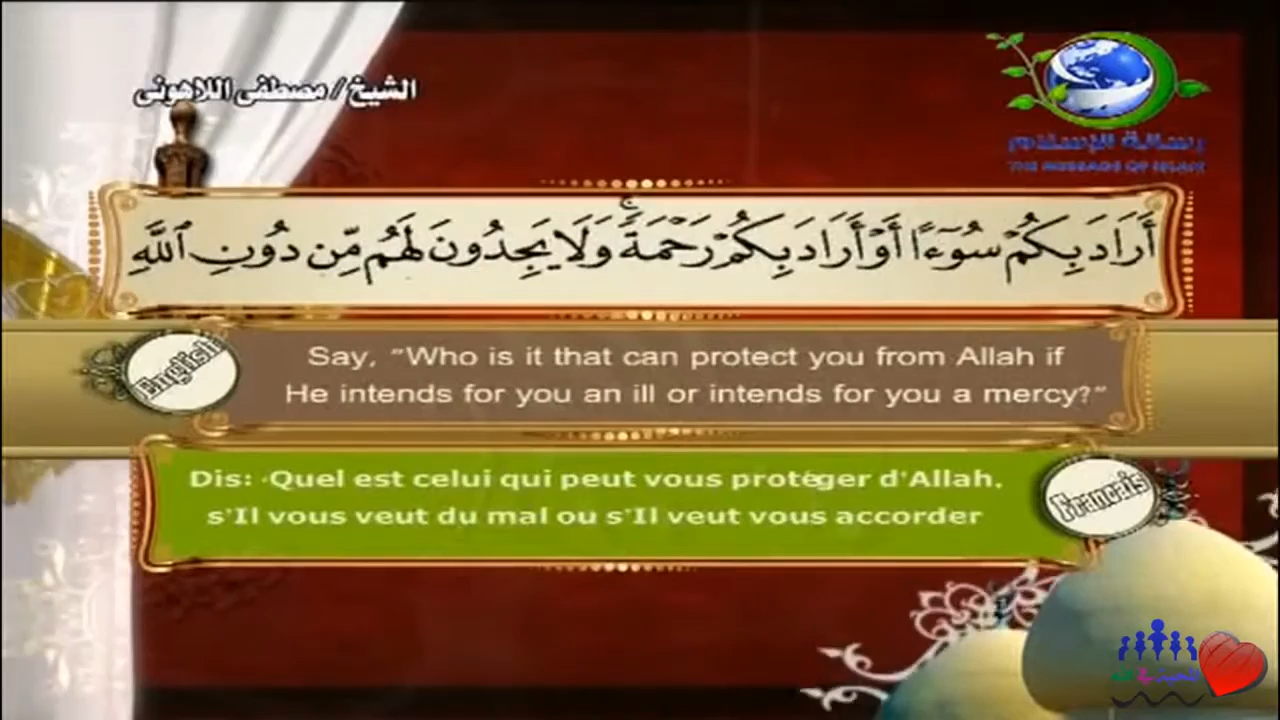 الشيخ / مصطفى اللاهونى
رسالة الإسلام
THE MESSAGE OF ISLAM
أَرَادَ بِكُمْ سُوٓءًا أَوْ أَرَادَ بِكُمْ رَحْمَةً ۚ وَلَا يَجِدُونَ لَهُم مِّن دُونِ ٱللَّهِ
English
Say, “Who is it that can protect you from Allah if
He intends for you an ill or intends for you a mercy?”
Dis: ‹Quel est celui qui peut vous protéger d'Allah,
s'Il vous veut du mal ou s'Il veut vous accorder
Francais